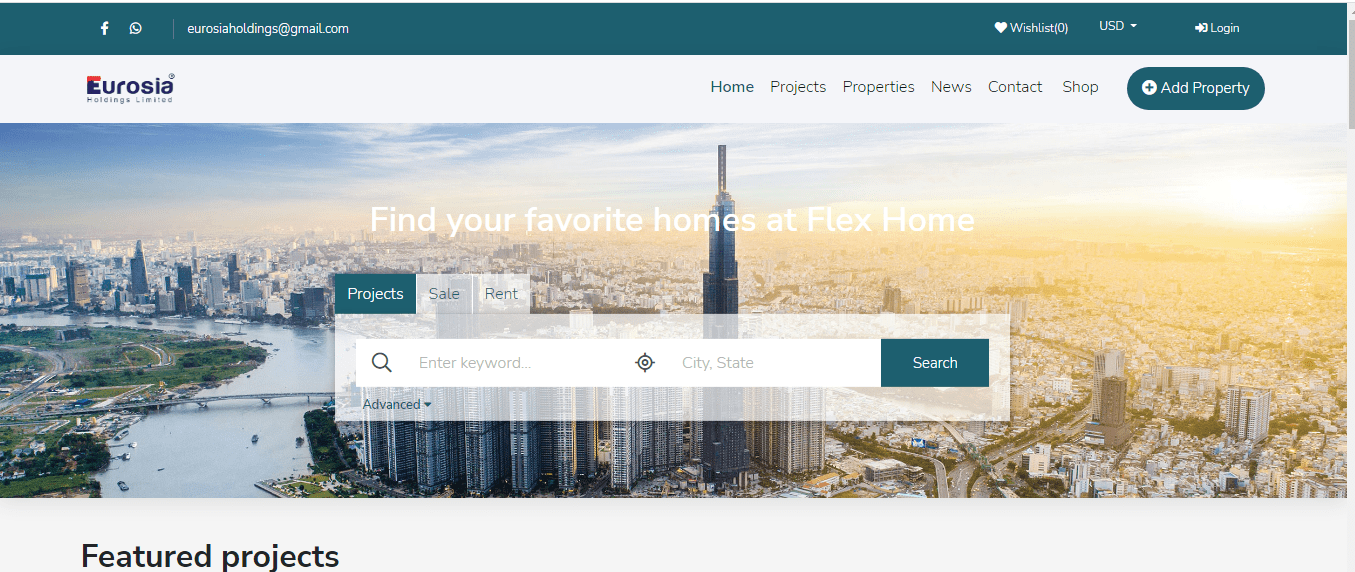 eurosiaholdings@gmail.com
Wishlist(0)
USD
Login
Eurosia®
Holdings Limited
Home
Projects
Properties
News
Contact
Shop
Add Property
Find your favorite homes at Flex Home
Projects
Sale
Rent
Enter keyword...
City, State
Search
Advanced
Featured projects